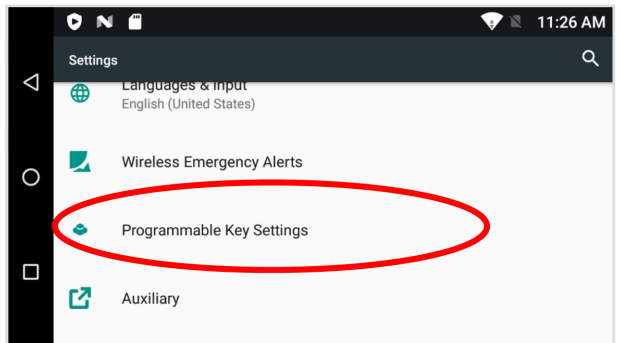 11:26 AM
Settings
Languages & input
English (United States)
Wireless Emergency Alerts
Programmable Key Settings
Auxiliary